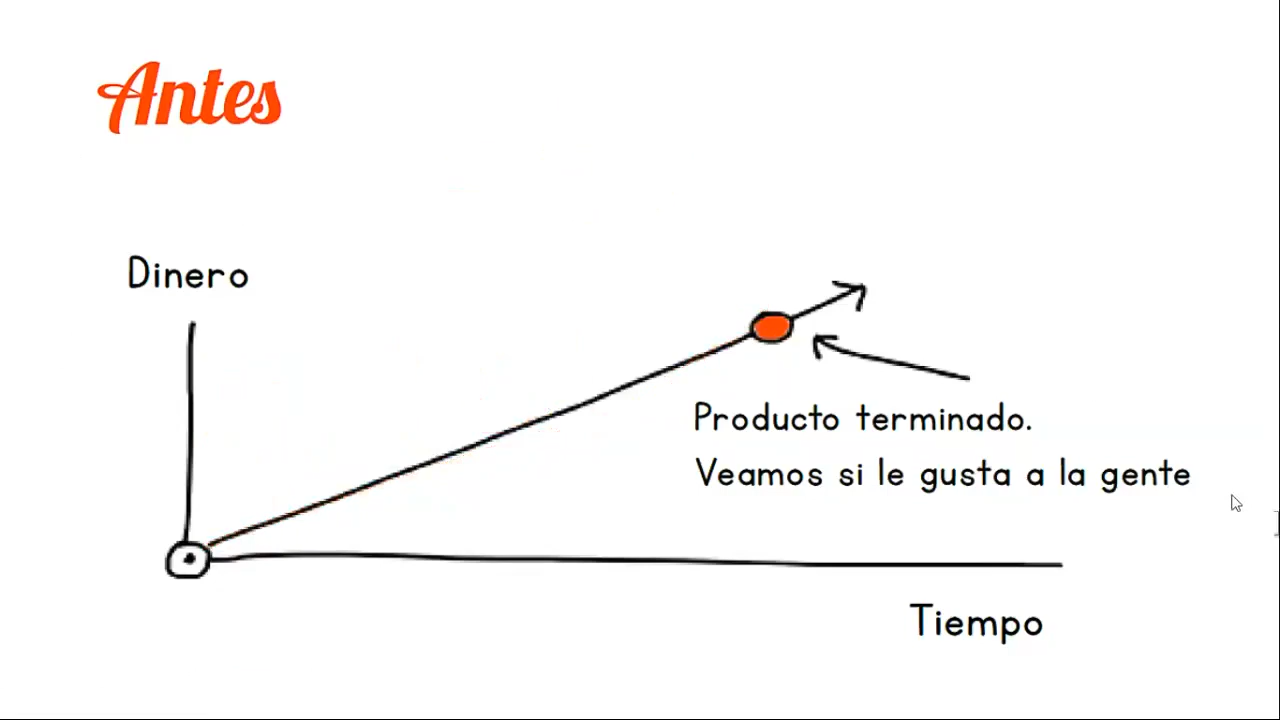 Antes
Dinero
Producto terminado.
Veamos si le gusta a la gente
Tiempo